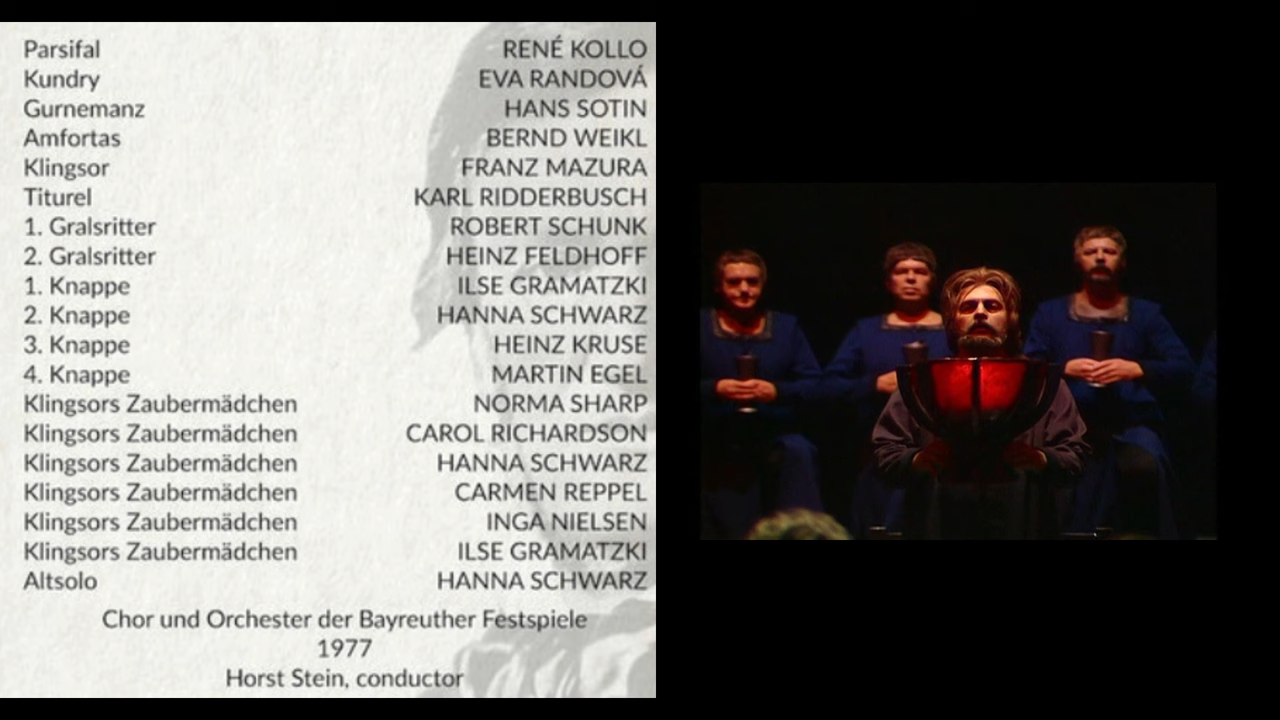 Parsifal RENÉ KOLLO
Kundry EVA RANDOVÁ
Gurnemanz HANS SOTIN
Amfortas BERND WEIKL
Klingsor FRANZ MAZURA
Titurel KARL RIDDERBUSCH
1. Gralsritter ROBERT SCHUNK
2. Gralsritter HEINZ FELDHOFF
1. Knappe ILSE GRAMATZKI
2. Knappe HANNA SCHWARZ
3. Knappe HEINZ KRUSE
4. Knappe MARTIN EGEL
Klingsors Zaubermädchen NORMA SHARP
Klingsors Zaubermädchen CAROL RICHARDSON
Klingsors Zaubermädchen HANNA SCHWARZ
Klingsors Zaubermädchen CARMEN REPPEL
Klingsors Zaubermädchen INGA NIELSEN
Klingsors Zaubermädchen ILSE GRAMATZKI
Altsolo HANNA SCHWARZ
Chor und Orchester der Bayreuther Festspiele
1977
Horst Stein, conductor